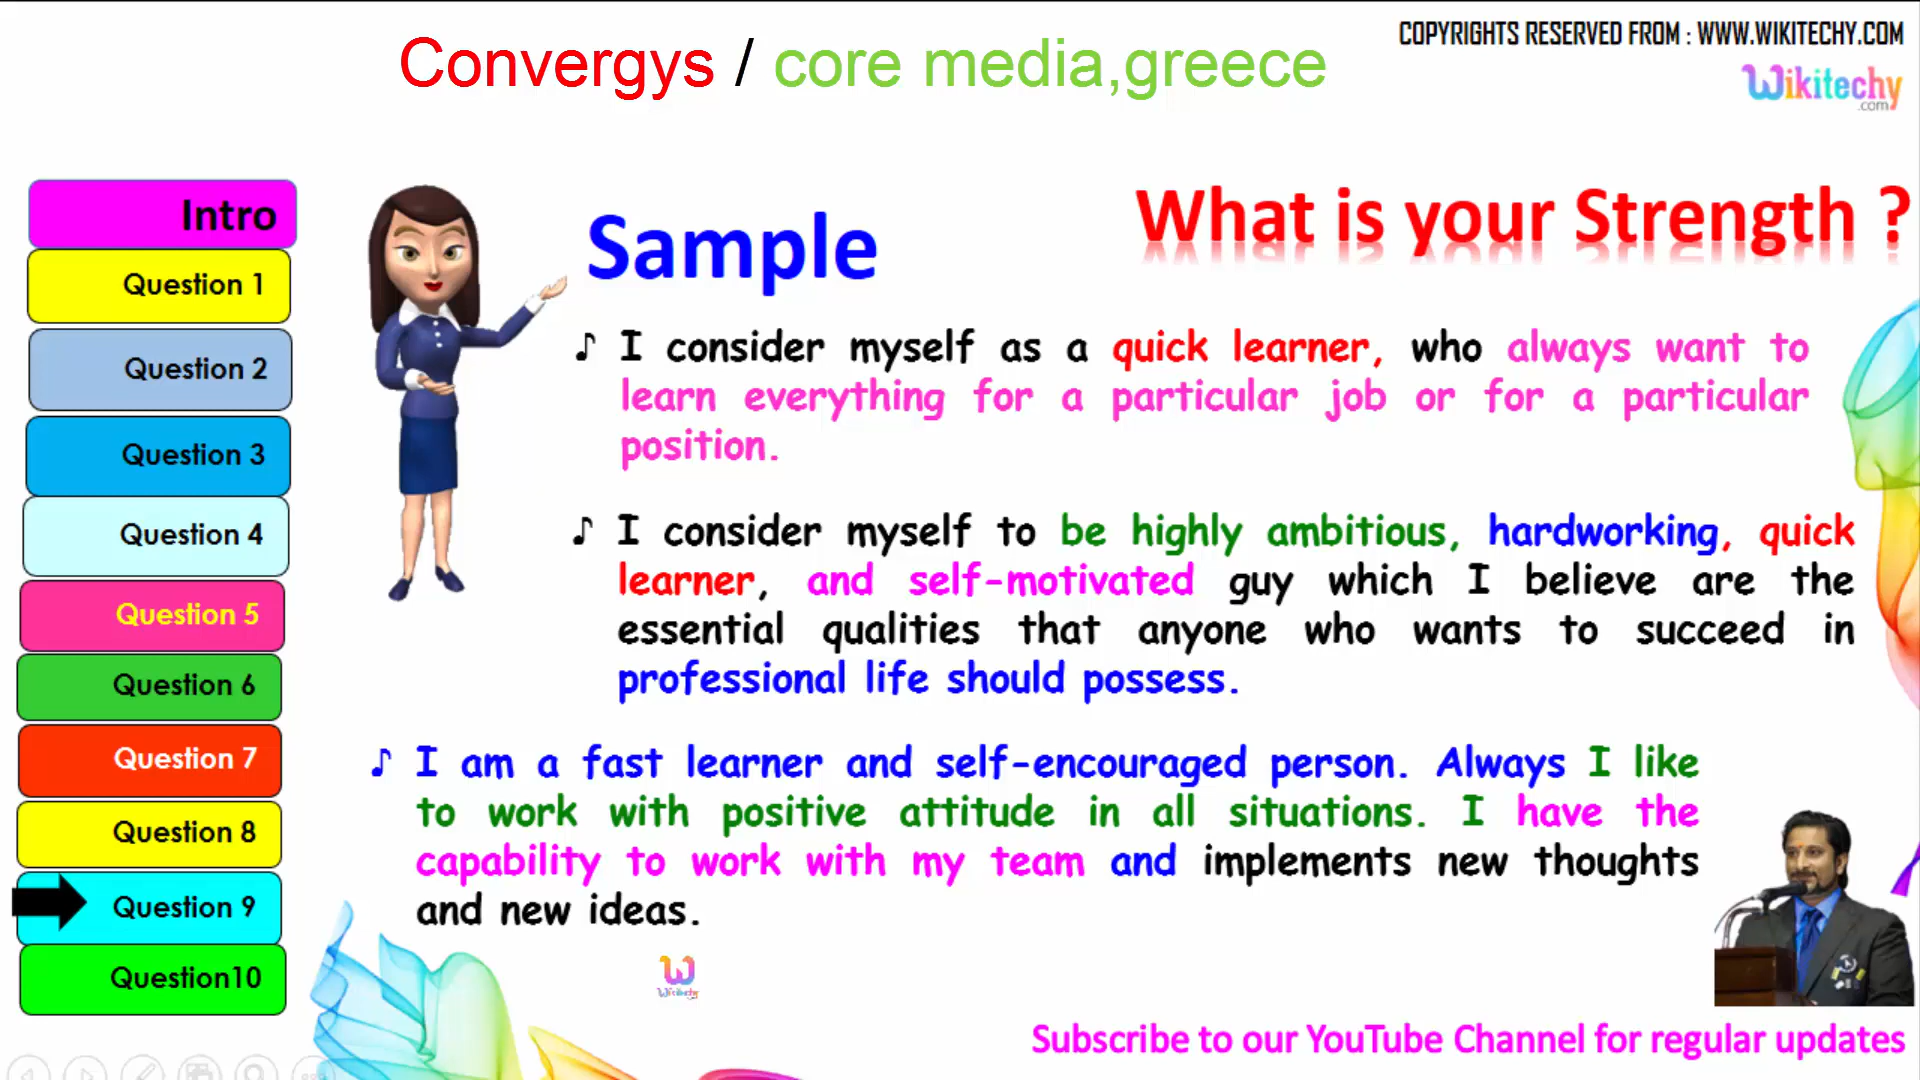 COPYRIGHTS RESERVED FROM : WWW.WIKITECHY.COM
Convergys / core media,greece
Wikitechy
.com
Intro
Question 1
Question 2
Question 3
Question 4
Question 5
Question 6
Question 7
Question 8
Question 9
Question10
Sample
What is your Strength ?
♪ I consider myself as a quick learner, who always want to
learn everything for a particular job or for a particular
position.
♪ I consider myself to be highly ambitious, hardworking, quick
learner, and self-motivated guy which I believe are the
essential qualities that anyone who wants to succeed in
professional life should possess.
♪ I am a fast learner and self-encouraged person. Always I like
to work with positive attitude in all situations. I have the
capability to work with my team and implements new thoughts
and new ideas.
W
Wikitechy
Subscribe to our YouTube Channel for regular updates